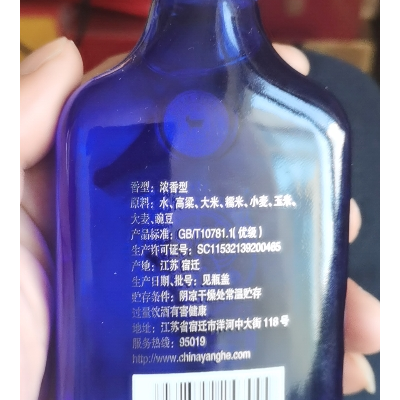 香型：浓香型
原料：水、高粱、大米、糯米、小麦、玉米、
大麦、豌豆
产品标准：GB/T10781.1（优级）
生产许可证号：SC11532139200485
产地：江苏 宿迁
生产日期、批号：见瓶盖
贮存条件：阴凉干燥处常温贮存
过量饮酒有害健康
地址：江苏省宿迁市洋河中大街118号
服务热线：95019
http://www.chinayanghe.com